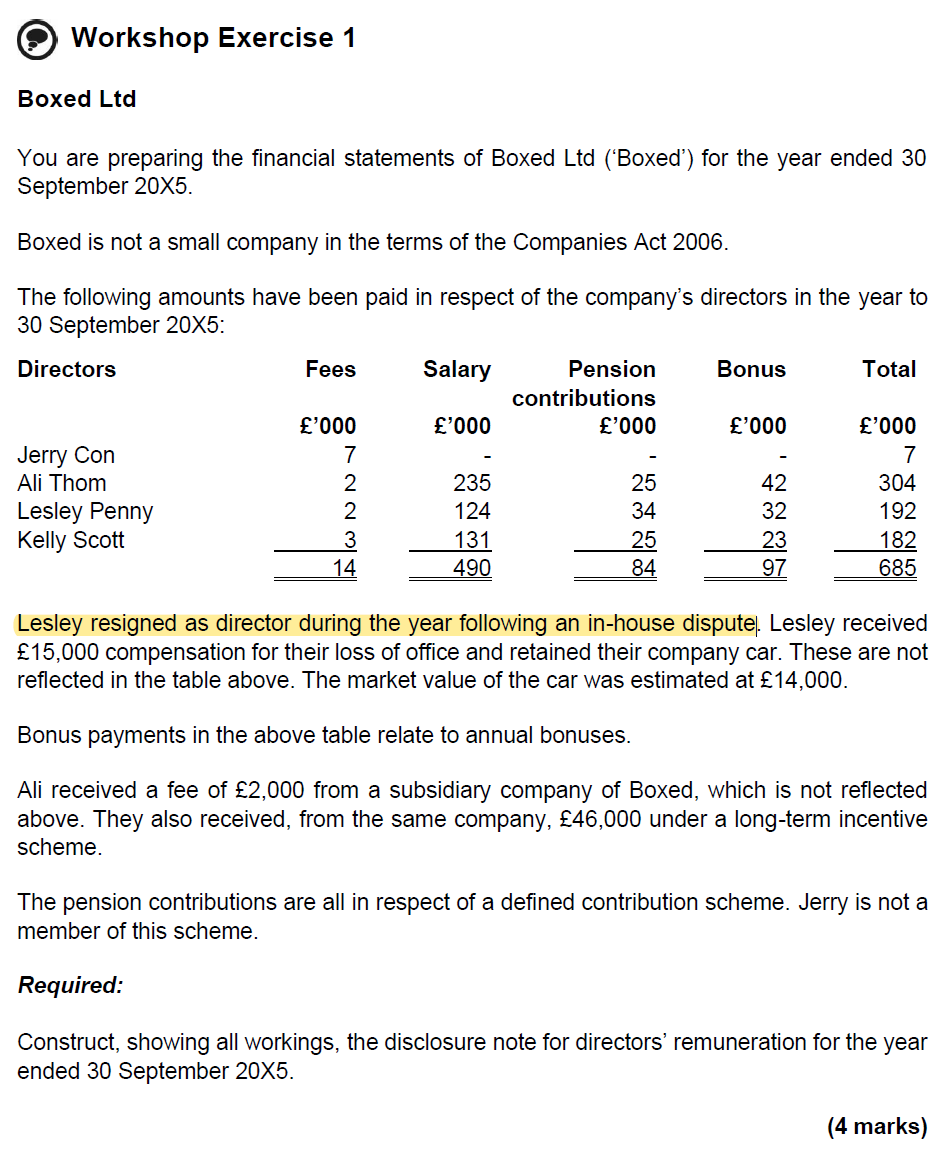 Workshop Exercise 1
Boxed Ltd
You are preparing the financial statements of Boxed Ltd (‘Boxed’) for the year ended 30
September 20X5.
Boxed is not a small company in the terms of the Companies Act 2006.
The following amounts have been paid in respect of the company’s directors in the year to
30 September 20X5:
Directors Fees Salary Pension Bonus Total
contributions
£’000 £’000 £’000 £’000 £’000
Jerry Con 7 - - - 7
Ali Thom 2 235 25 42 304
Lesley Penny 2 124 34 32 192
Kelly Scott 3 131 25 23 182
14 490 84 97 685
Lesley resigned as director during the year following an in-house dispute. Lesley received
£15,000 compensation for their loss of office and retained their company car. These are not
reflected in the table above. The market value of the car was estimated at £14,000.
Bonus payments in the above table relate to annual bonuses.
Ali received a fee of £2,000 from a subsidiary company of Boxed, which is not reflected
above. They also received, from the same company, £46,000 under a long-term incentive
scheme.
The pension contributions are all in respect of a defined contribution scheme. Jerry is not a
member of this scheme.
Required:
Construct, showing all workings, the disclosure note for directors’ remuneration for the year
ended 30 September 20X5.
(4 marks)